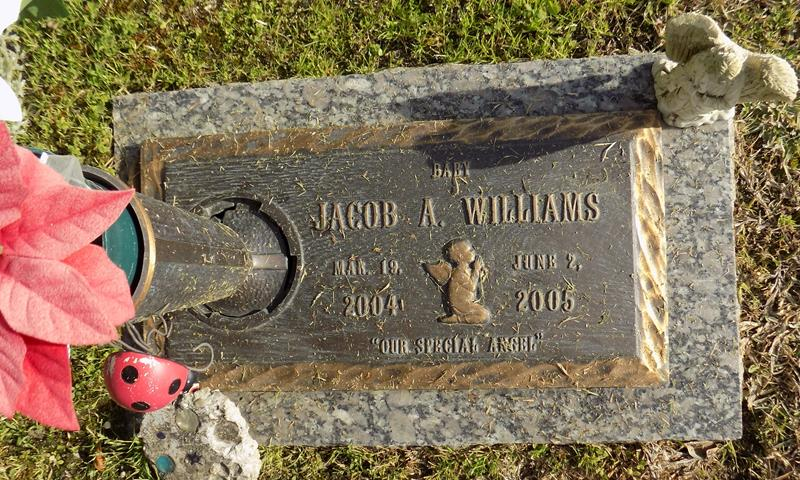 BABY
JACOB A. WILLIAMS
MAR. 19, 2004
JUNE 2, 2005
"OUR SPECIAL ANGEL"